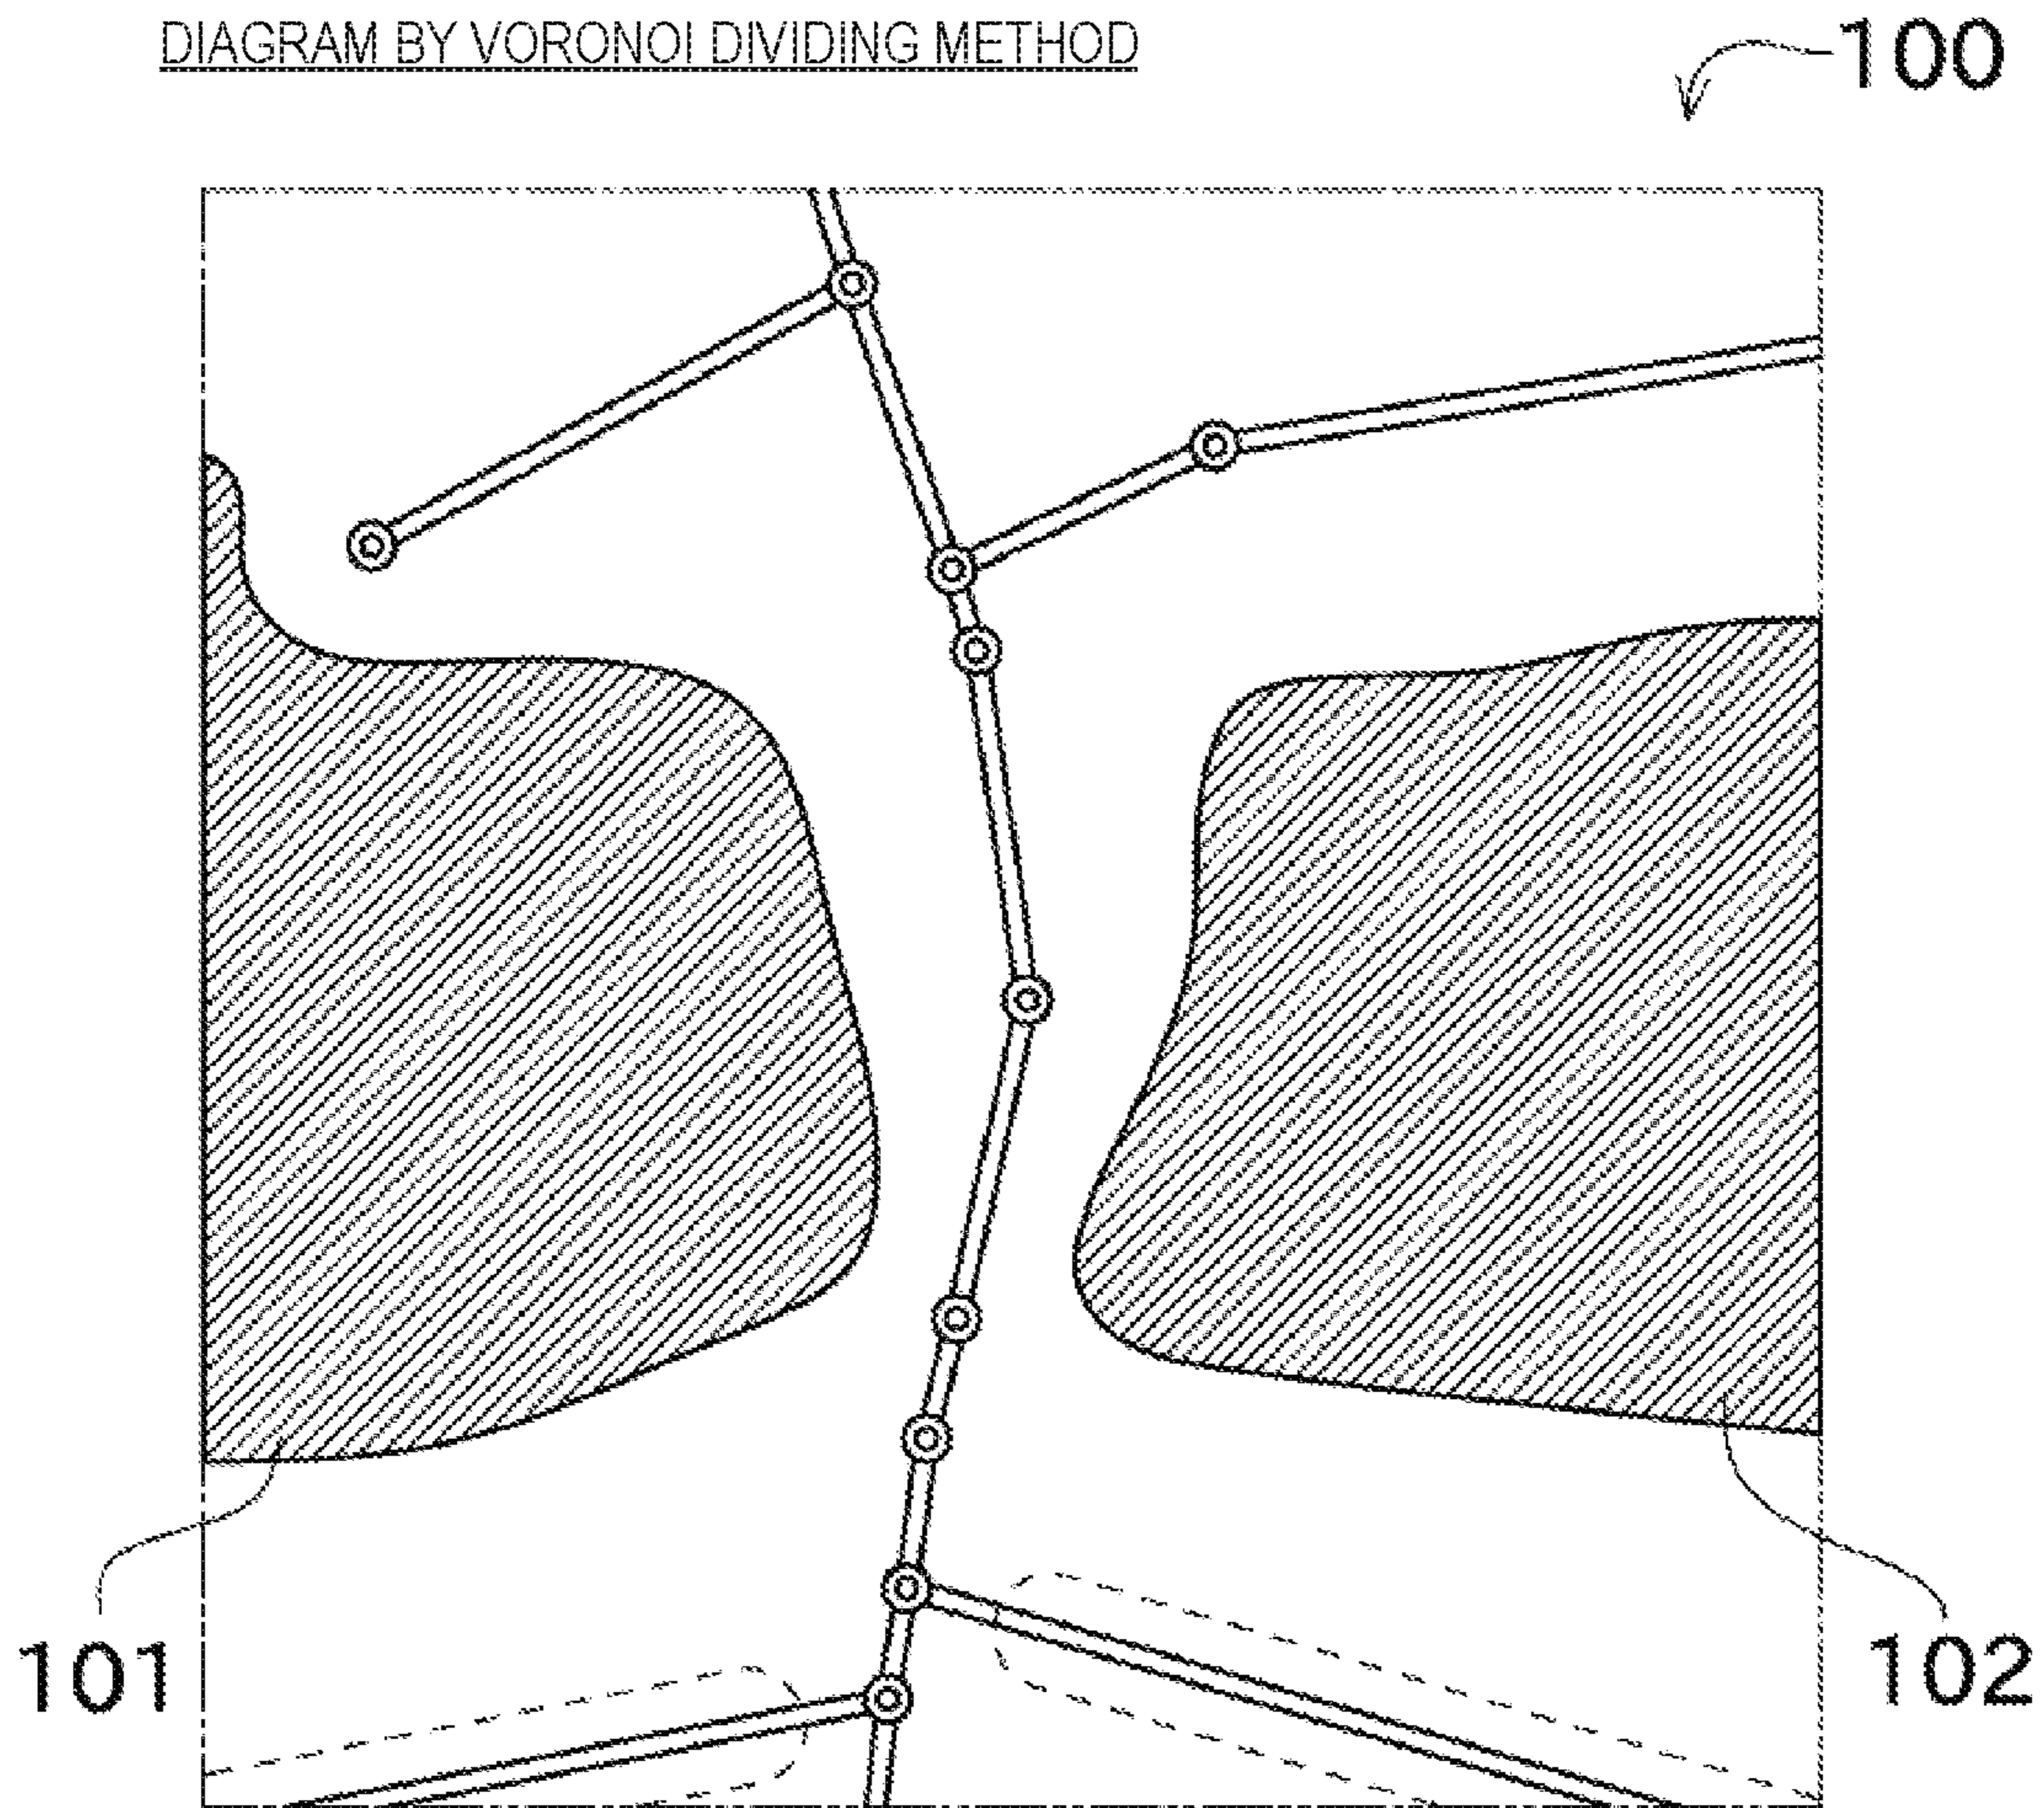 DIAGRAM BY VORONOI DIVIDING METHOD
100
101
102